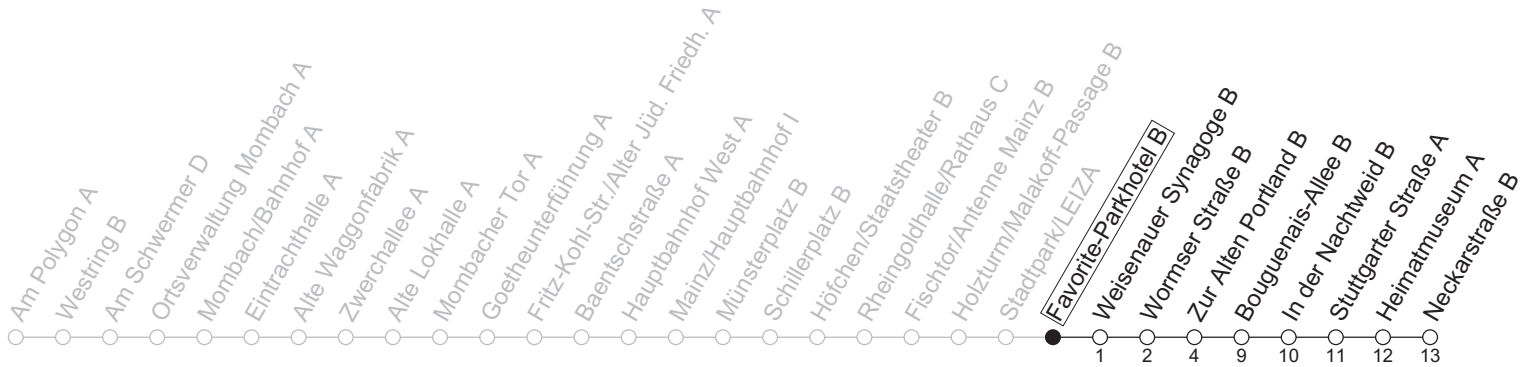 Am Polygon A
Westring B
Am Schwermer D
Ortsverwaltung Mombach A
Mombach/Bahnhof A
Eintrachthalle A
Alte Waggonfabrik A
Zwerchallee A
Alte Lokhalle A
Mombacher Tor A
Goetheunterführung A
Fritz-Kohl-Str./Alter Jüd. Friedh. A
Baentschstraße A
Hauptbahnhof West A
Mainz/Hauptbahnhof I
Münsterplatz B
Schillerplatz B
Höfchen/Staatstheater B
Rheingoldhalle/Rathaus C
Fischtor/Antenne Mainz B
Holzturm/Malakoff-Passage B
Stadtpark/LEIZA
Favorite-Parkhotel B
Weisenauer Synagoge B
Wormser Straße B
Zur Alten Portland B
Bouguenais-Allee B
In der Nachtweid B
Stuttgarter Straße A
Heimatmuseum A
Neckarstraße B
1 2 4 9 10 11 12 13